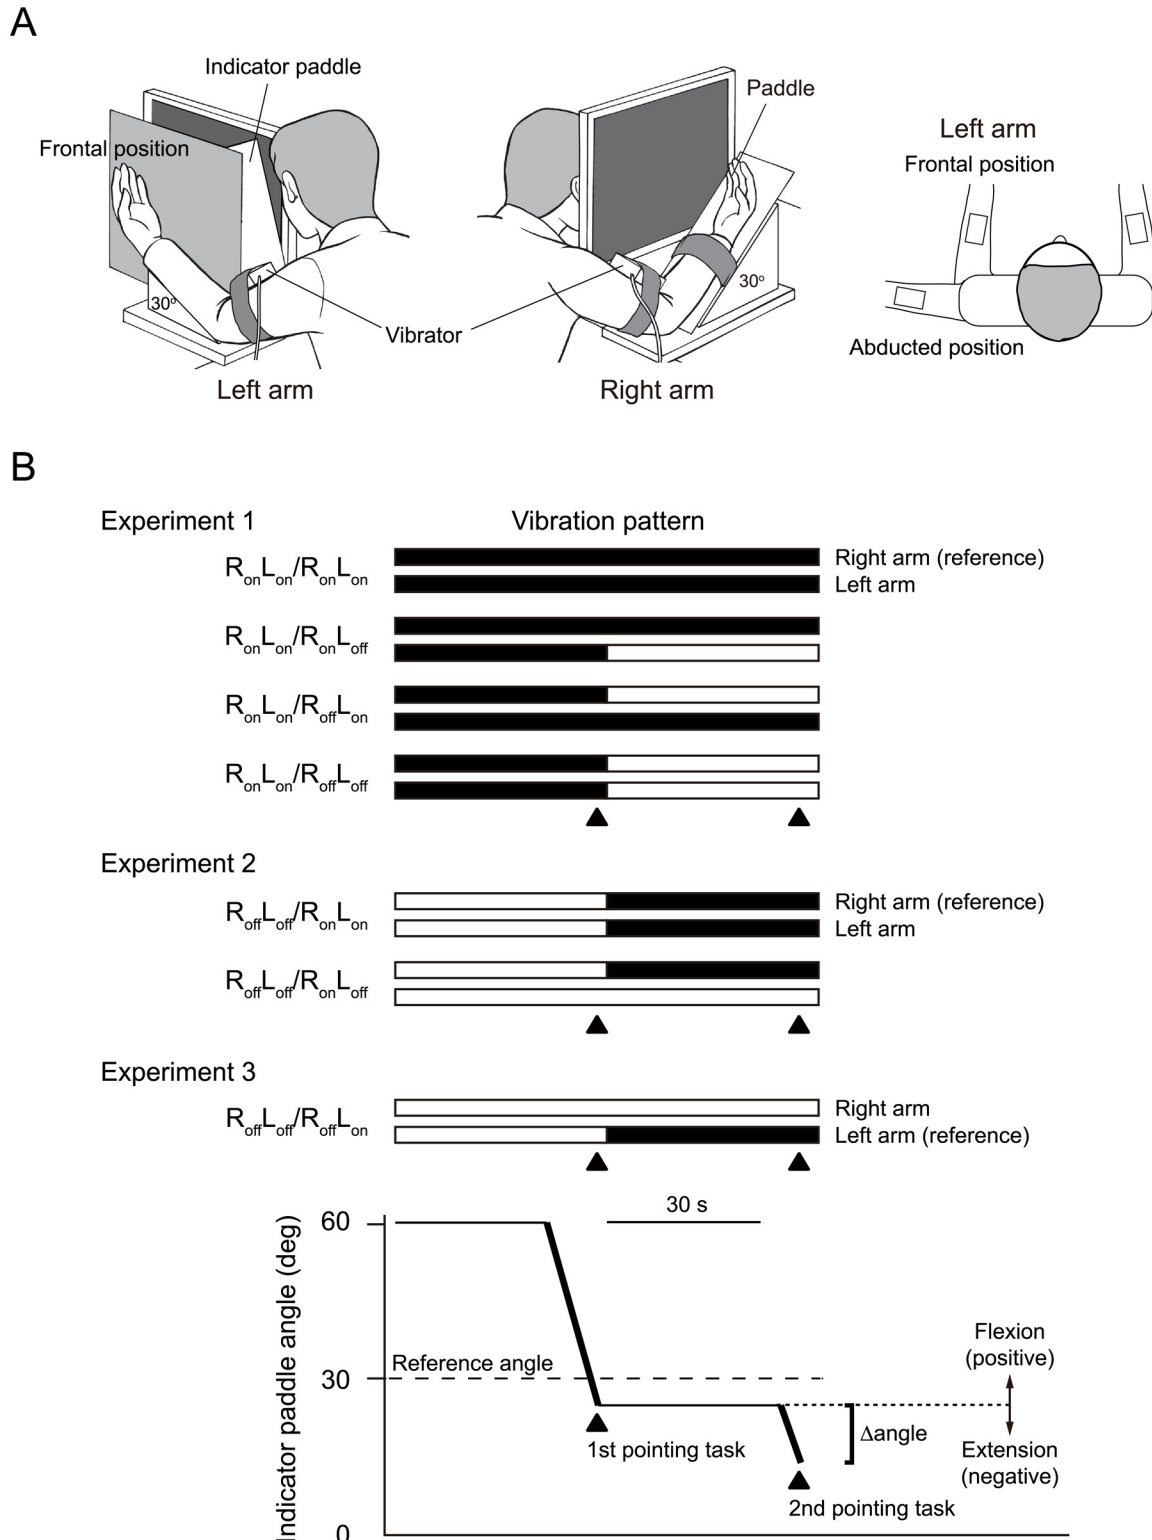 A
Indicator paddle
Frontal position
30°
Left arm
Vibrator
Paddle
30°
Right arm
Left arm
Frontal position
Abducted position
B
Experiment 1
Vibration pattern
RonLon/RonLon
Right arm (reference)
Left arm
RonLon/RonLoff
RonLon/RoffLon
RonLon/RoffLoff
Experiment 2
RoffLoff/RonLon
Right arm (reference)
Left arm
RoffLoff/RonLoff
Experiment 3
RoffLoff/RoffLon
Right arm
Left arm (reference)
Indicator paddle angle (deg)
60
30
0
30 s
Reference angle
1st pointing task
2nd pointing task
Δangle
Flexion
(positive)
Extension
(negative)